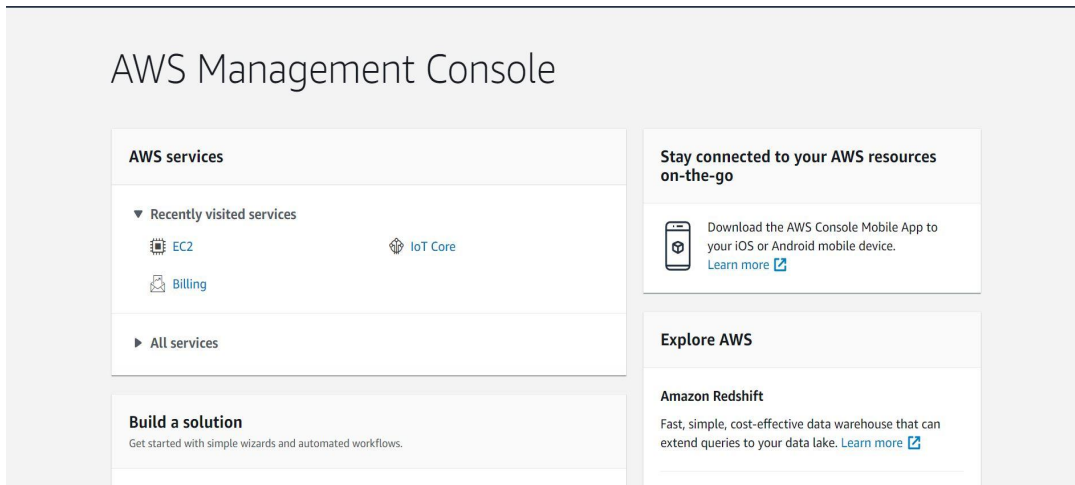 AWS Management Console
AWS services
Recently visited services
EC2
IoT Core
Billing
All services
Build a solution
Get started with simple wizards and automated workflows.
Stay connected to your AWS resources
on-the-go
Download the AWS Console Mobile App to
your iOS or Android mobile device.
Learn more
Explore AWS
Amazon Redshift
Fast, simple, cost-effective data warehouse that can
extend queries to your data lake. Learn more